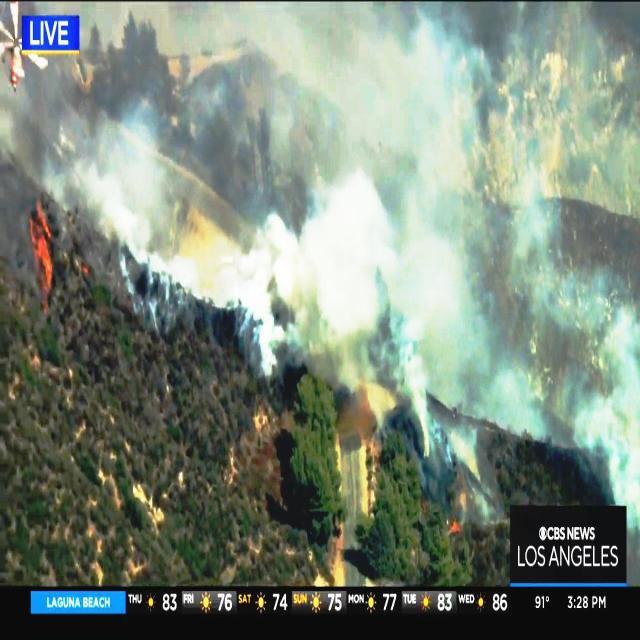 LIVE
CBS NEWS
LOS ANGELES
LAGUNA BEACH THU 83 FRI 76 SAT 74 SUN 75 MON 77 TUE 83 WED 86 91° 3:28 PM